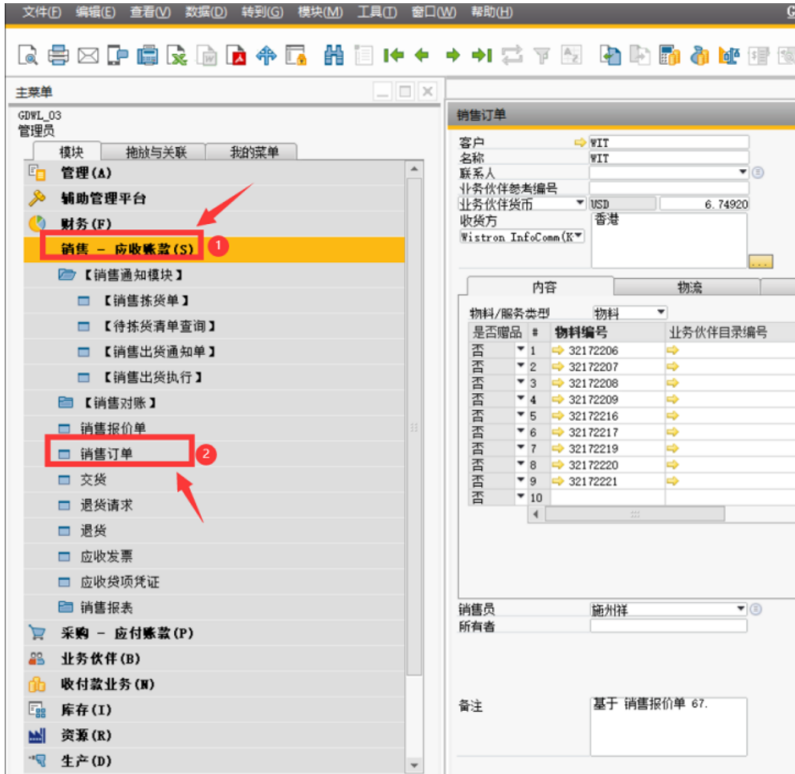 文件(F) 编辑(E) 查看(V) 数据(D) 转到(G) 模块(M) 工具(T) 窗口(W) 帮助(H)
主菜单
GDWL_03
管理员
模块 拖放与关联 我的菜单
管理(A)
辅助管理平台
财务(F)
销售 - 应收账款(S) 1
【销售通知模块】
【销售拣货单】
【待拣货清单查询】
【销售出货通知单】
【销售出货执行】
【销售对账】
销售报价单
销售订单 2
交货
退货请求
退货
应收发票
应收贷项凭证
销售报表
采购 - 应付账款(P)
业务伙伴(B)
收付款业务(N)
库存(I)
资源(R)
生产(D)
销售订单
客户 WIT
名称 WIT
联系人
业务伙伴参考编号
业务伙伴货币 USD 6.74920
收货方 香港
Wistron InfoComm(K
...
内容 物流
物料/服务类型 物料
是否赠品 # 物料编号 业务伙伴目录编号
否 1 32172206
否 2 32172207
否 3 32172208
否 4 32172209
否 5 32172216
否 6 32172217
否 7 32172219
否 8 32172220
否 9 32172221
否 10
销售员 施州祥
所有者
备注 基于 销售报价单 67.